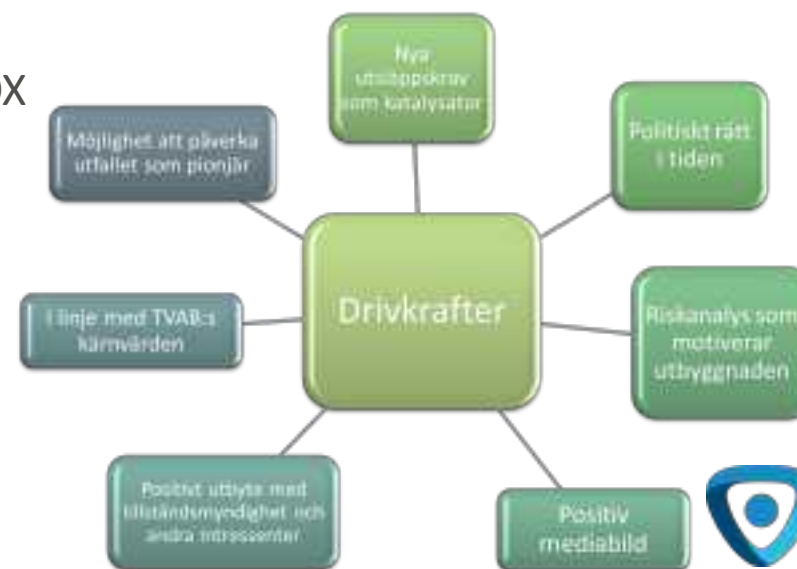 Nya
utsläppskrav
som katalysator
Politiskt rätt
i tiden
Riskanalys som
motiverar
utbyggnaden
Positiv
mediabild
Positivt utbyte med
tillståndsmyndighet och
andra intressenter
I linje med TVAB:s
kärnvärden
Möjlighet att påverka
utfallet som pionjär
Drivkrafter